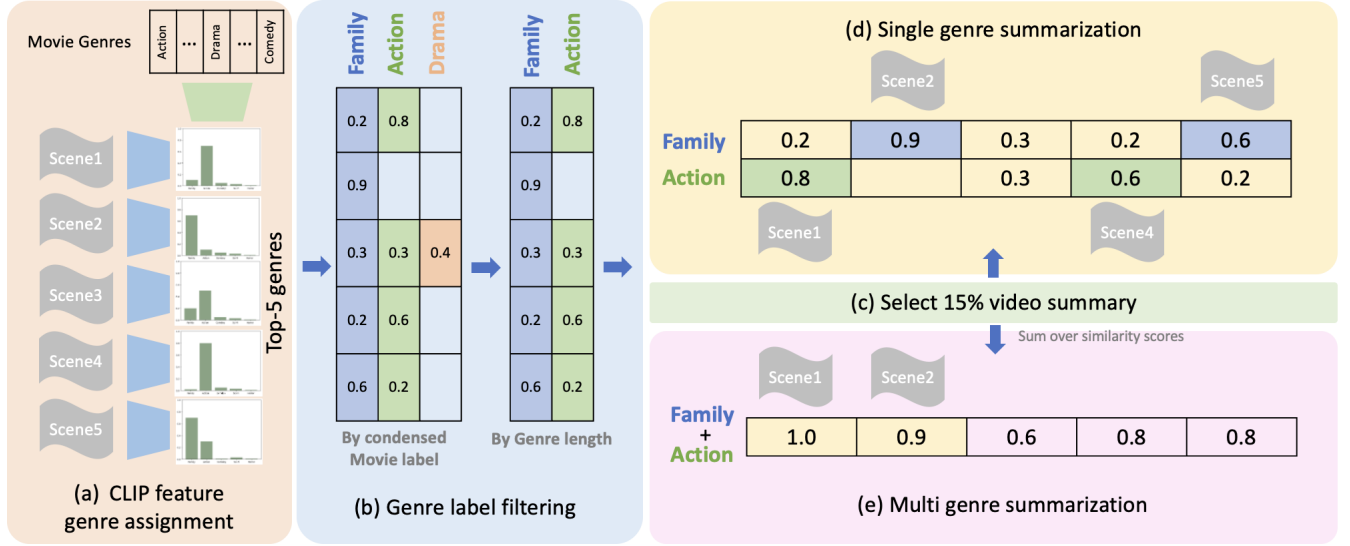 Movie Genres
Action
...
Drama
...
Comedy
Scene1
Scene2
Scene3
Scene4
Scene5
Top-5 genres
(a) CLIP feature
genre assignment
Family Action Drama
0.2 0.8
0.9
0.3 0.3 0.4
0.2 0.6
0.6 0.2
By condensed
Movie label
Family Action
0.2 0.8
0.9
0.3 0.3
0.2 0.6
0.6 0.2
By Genre length
(b) Genre label filtering
(d) Single genre summarization
Scene2 Scene5
Family 0.2 0.9 0.3 0.2 0.6
Action 0.8 0.3 0.6 0.2
Scene1 Scene4
(c) Select 15% video summary
Sum over similarity scores
Scene1 Scene2
Family
+
Action
1.0 0.9 0.6 0.8 0.8
(e) Multi genre summarization